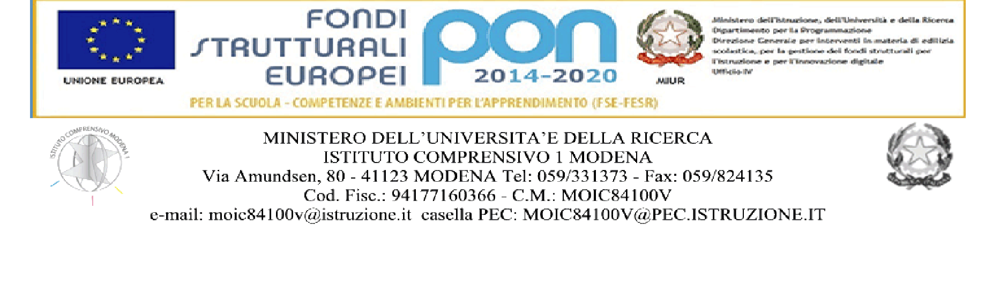 FONDI
STRUTTURALI
EUROPEI
pon
2014-2020
UNIONE EUROPEA
MIUR
Ministero dell'Istruzione, dell'Università e della Ricerca
Dipartimento per la Programmazione
Direzione Generale per interventi in materia di edilizia
scolastica, per la gestione dei fondi strutturali per
l'istruzione e per l'innovazione digitale
Ufficio IV
PER LA SCUOLA - COMPETENZE E AMBIENTI PER L'APPRENDIMENTO (FSE-FESR)
ISTITUTO COMPRENSIVO MODENA 1
MINISTERO DELL'UNIVERSITA'E DELLA RICERCA
ISTITUTO COMPRENSIVO 1 MODENA
Via Amundsen, 80 - 41123 MODENA Tel: 059/331373 - Fax: 059/824135
Cod. Fisc.: 94177160366 - C.M.: MOIC84100V
e-mail: moic84100v@istruzione.it casella PEC: MOIC84100V@PEC.ISTRUZIONE.IT